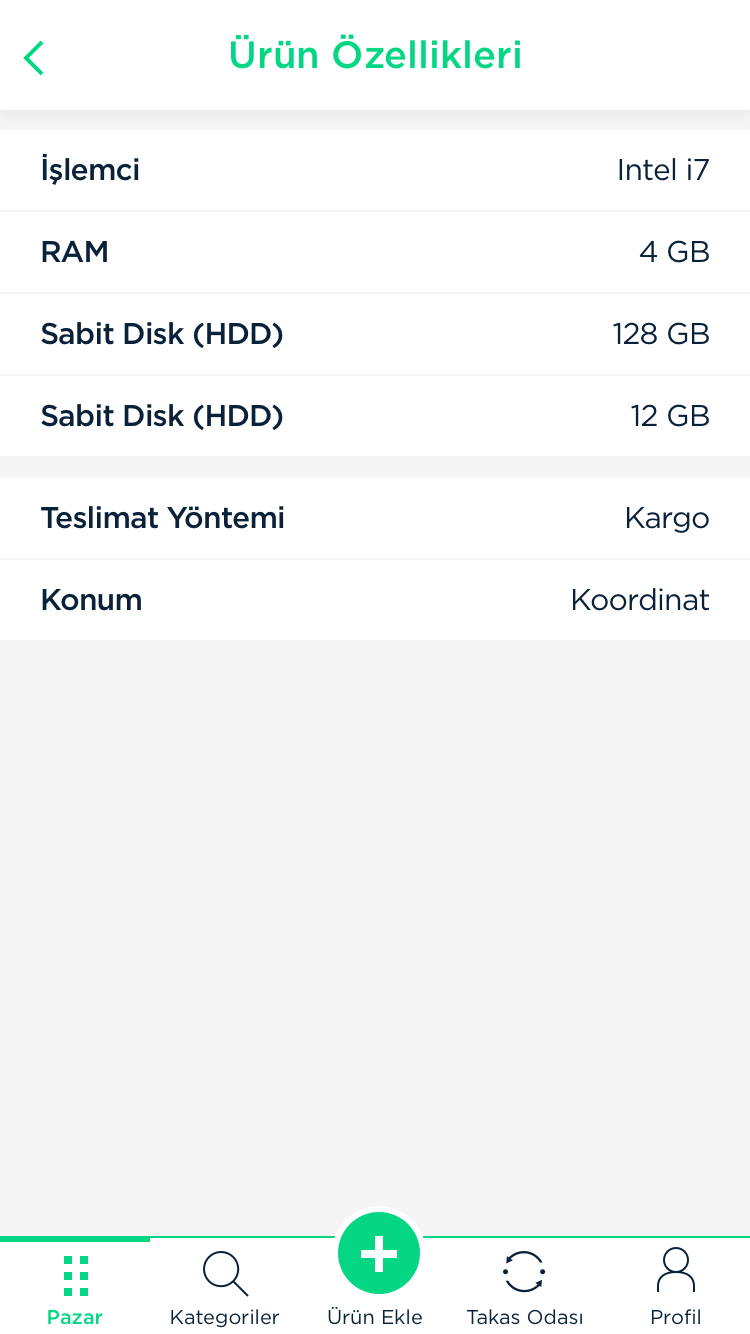 Ürün Özellikleri
İşlemci Intel i7
RAM 4 GB
Sabit Disk (HDD) 128 GB
Sabit Disk (HDD) 12 GB
Teslimat Yöntemi Kargo
Konum Koordinat
Pazar Kategoriler Ürün Ekle Takas Odası Profil